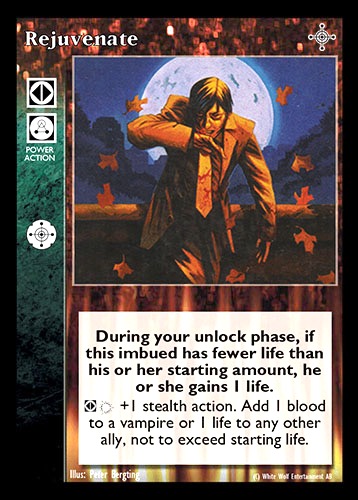 Rejuvenate
POWER
ACTION
During your unlock phase, if
this imbued has fewer life than
his or her starting amount, he
or she gains 1 life.
+1 stealth action. Add 1 blood
to a vampire or 1 life to any other
ally, not to exceed starting life.
Illus: Peter Bergting
(C) White Wolf Entertainment AB